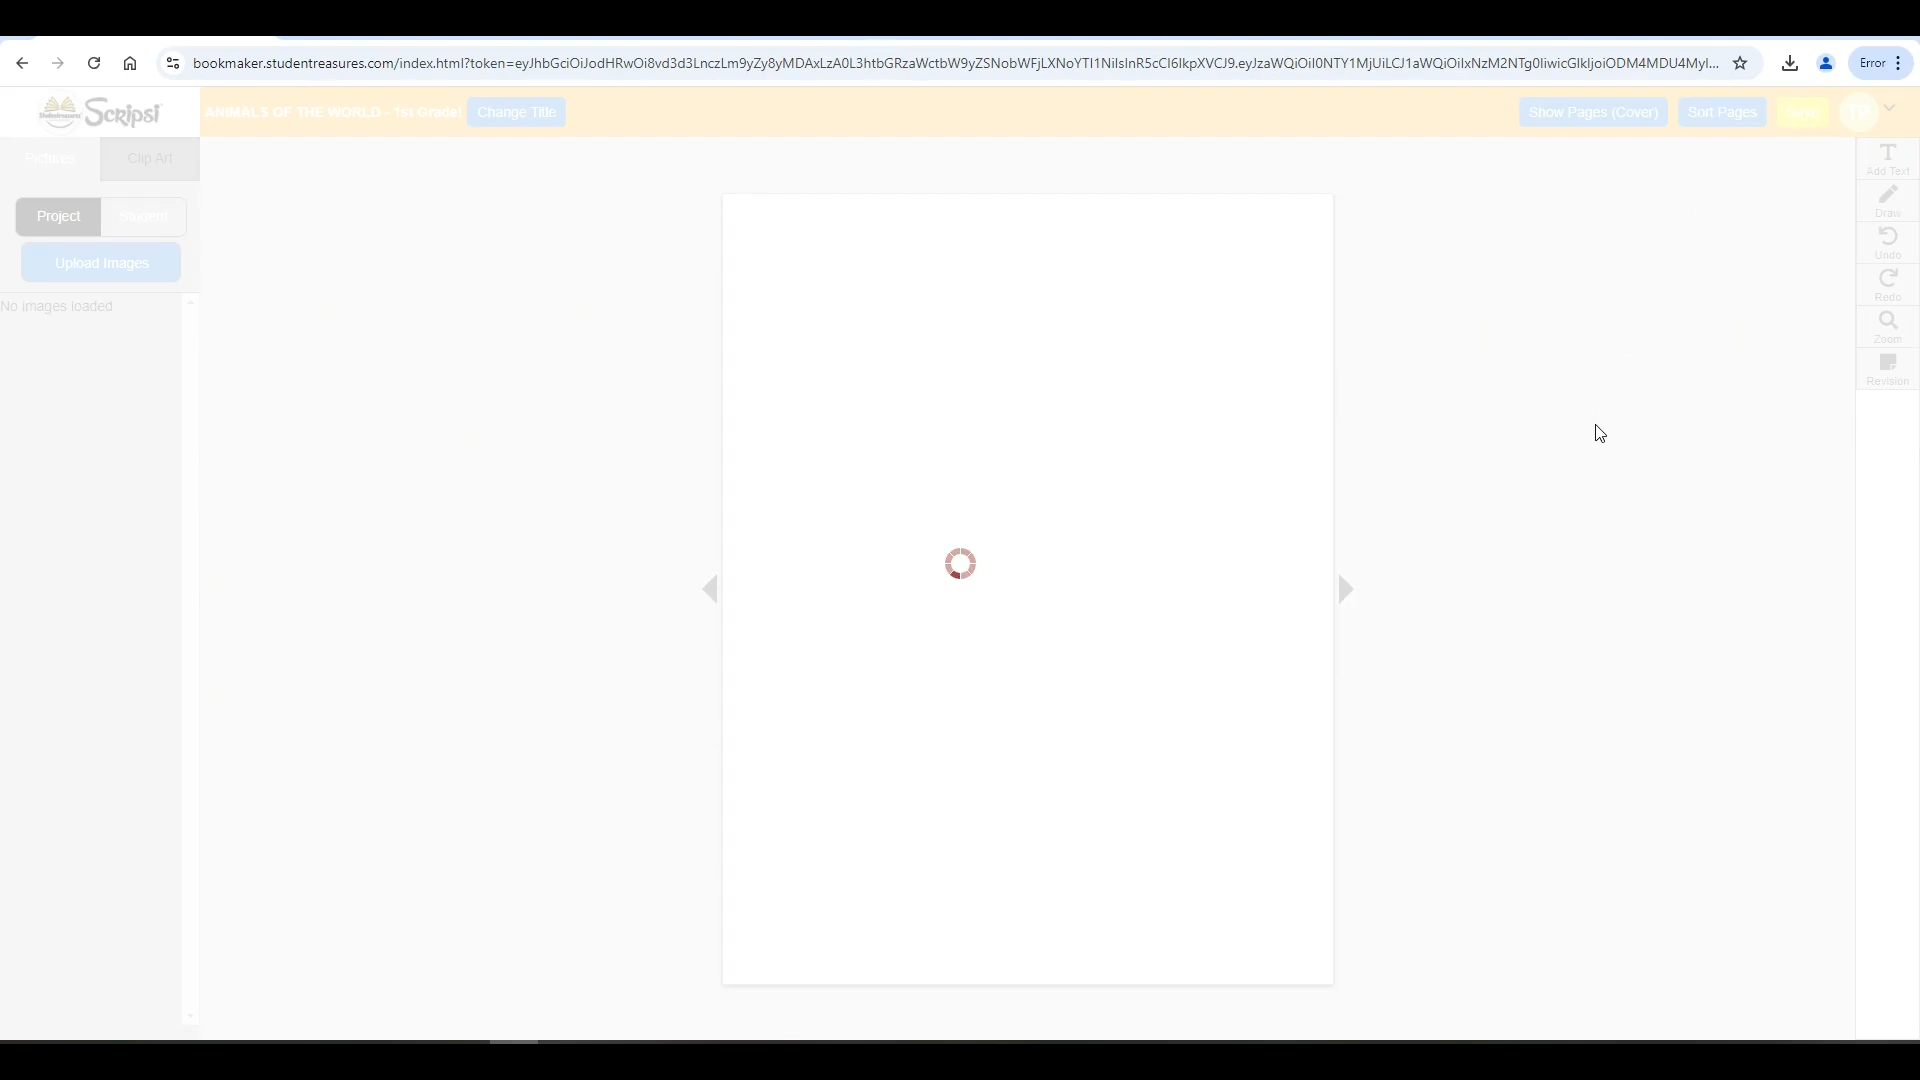 bookmaker.studentreasures.com/index.html?token=eyJhbGciOiJodHRwOi8vd3d3LnczLm9yZy8yMDAxLzA0L3htbGRzaWctbW9yZSNobWFjLXNoYTI1NiIsInR5cCI6IkpXVCJ9.eyJzaWQiOiI0NTY1MjUiLCJ1aWQiOiIxNzM2NTg0IiwicGlkIjoiODM4MDU4MyI...
Error
Studentreasures Scripsi
ANIMALS OF THE WORLD - 1st Grade!
Change Title
Show Pages (Cover)
Sort Pages
Pictures
Clip Art
Project
Student
Upload Images
No images loaded
Add Text
Draw
Undo
Redo
Zoom
Revision